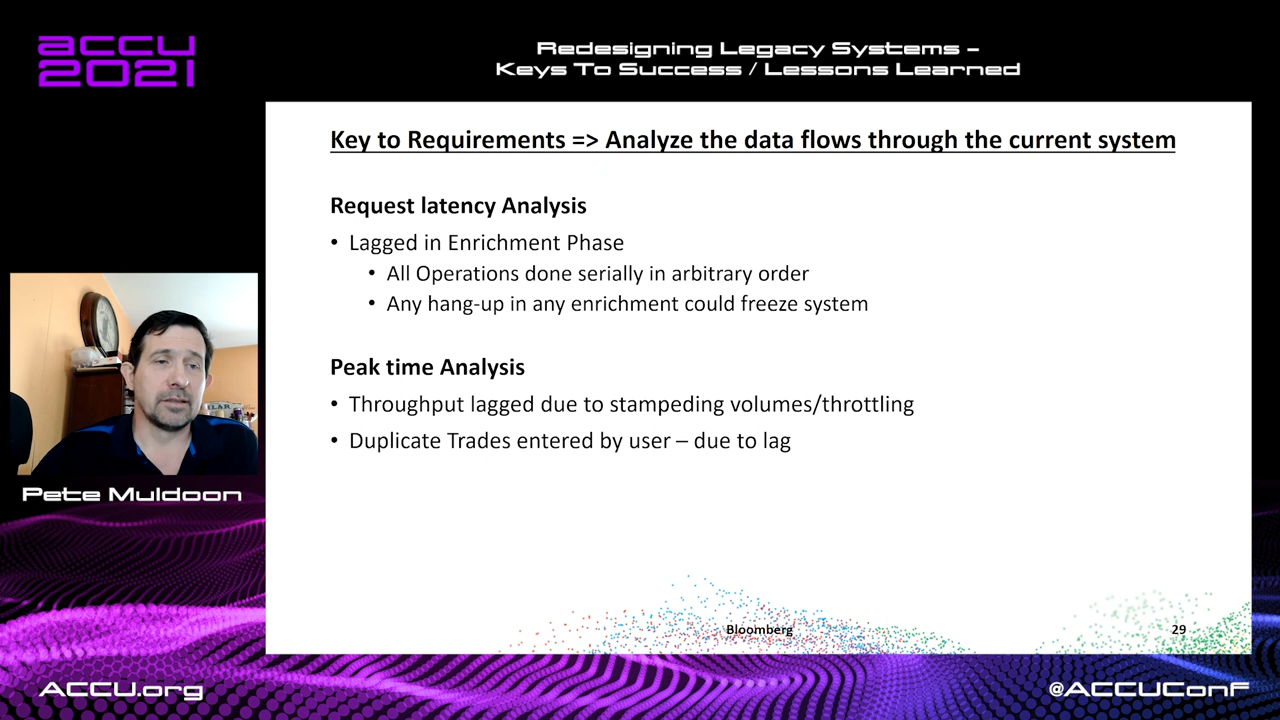 accu
2021
Redesigning Legacy Systems –
Keys To Success / Lessons Learned
Key to Requirements => Analyze the data flows through the current system
Request latency Analysis
• Lagged in Enrichment Phase
• All Operations done serially in arbitrary order
• Any hang-up in any enrichment could freeze system
Peak time Analysis
• Throughput lagged due to stampeding volumes/throttling
• Duplicate Trades entered by user – due to lag
Pete Muldoon
Bloomberg
29
ACCU.org
@ACCUConf